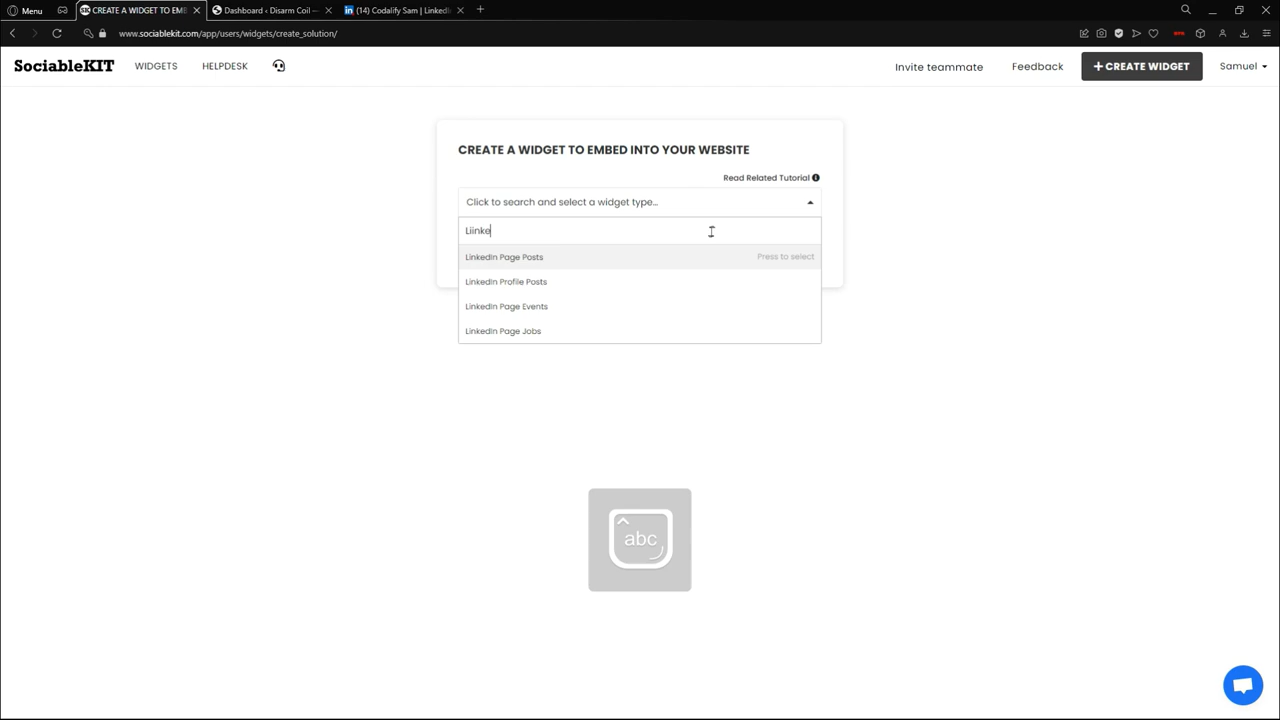 Menu
CREATE A WIDGET TO EMB
Dashboard ‹ Disarm Coil —
(14) Codalify Sam | LinkedI
www.sociablekit.com/app/users/widgets/create_solution/
SociableKIT
WIDGETS
HELPDESK
Invite teammate
Feedback
+ CREATE WIDGET
Samuel
CREATE A WIDGET TO EMBED INTO YOUR WEBSITE
Read Related Tutorial
Click to search and select a widget type...
Liinke
LinkedIn Page Posts Press to select
LinkedIn Profile Posts
LinkedIn Page Events
LinkedIn Page Jobs
abc